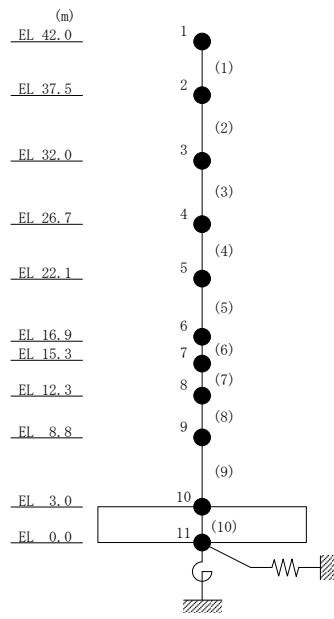 (m)
EL 42.0 1
(1)
EL 37.5 2
(2)
EL 32.0 3
(3)
EL 26.7 4
(4)
EL 22.1 5
(5)
EL 16.9 6
(6)
EL 15.3 7
(7)
EL 12.3 8
(8)
EL 8.8 9
(9)
EL 3.0 10
(10)
EL 0.0 11